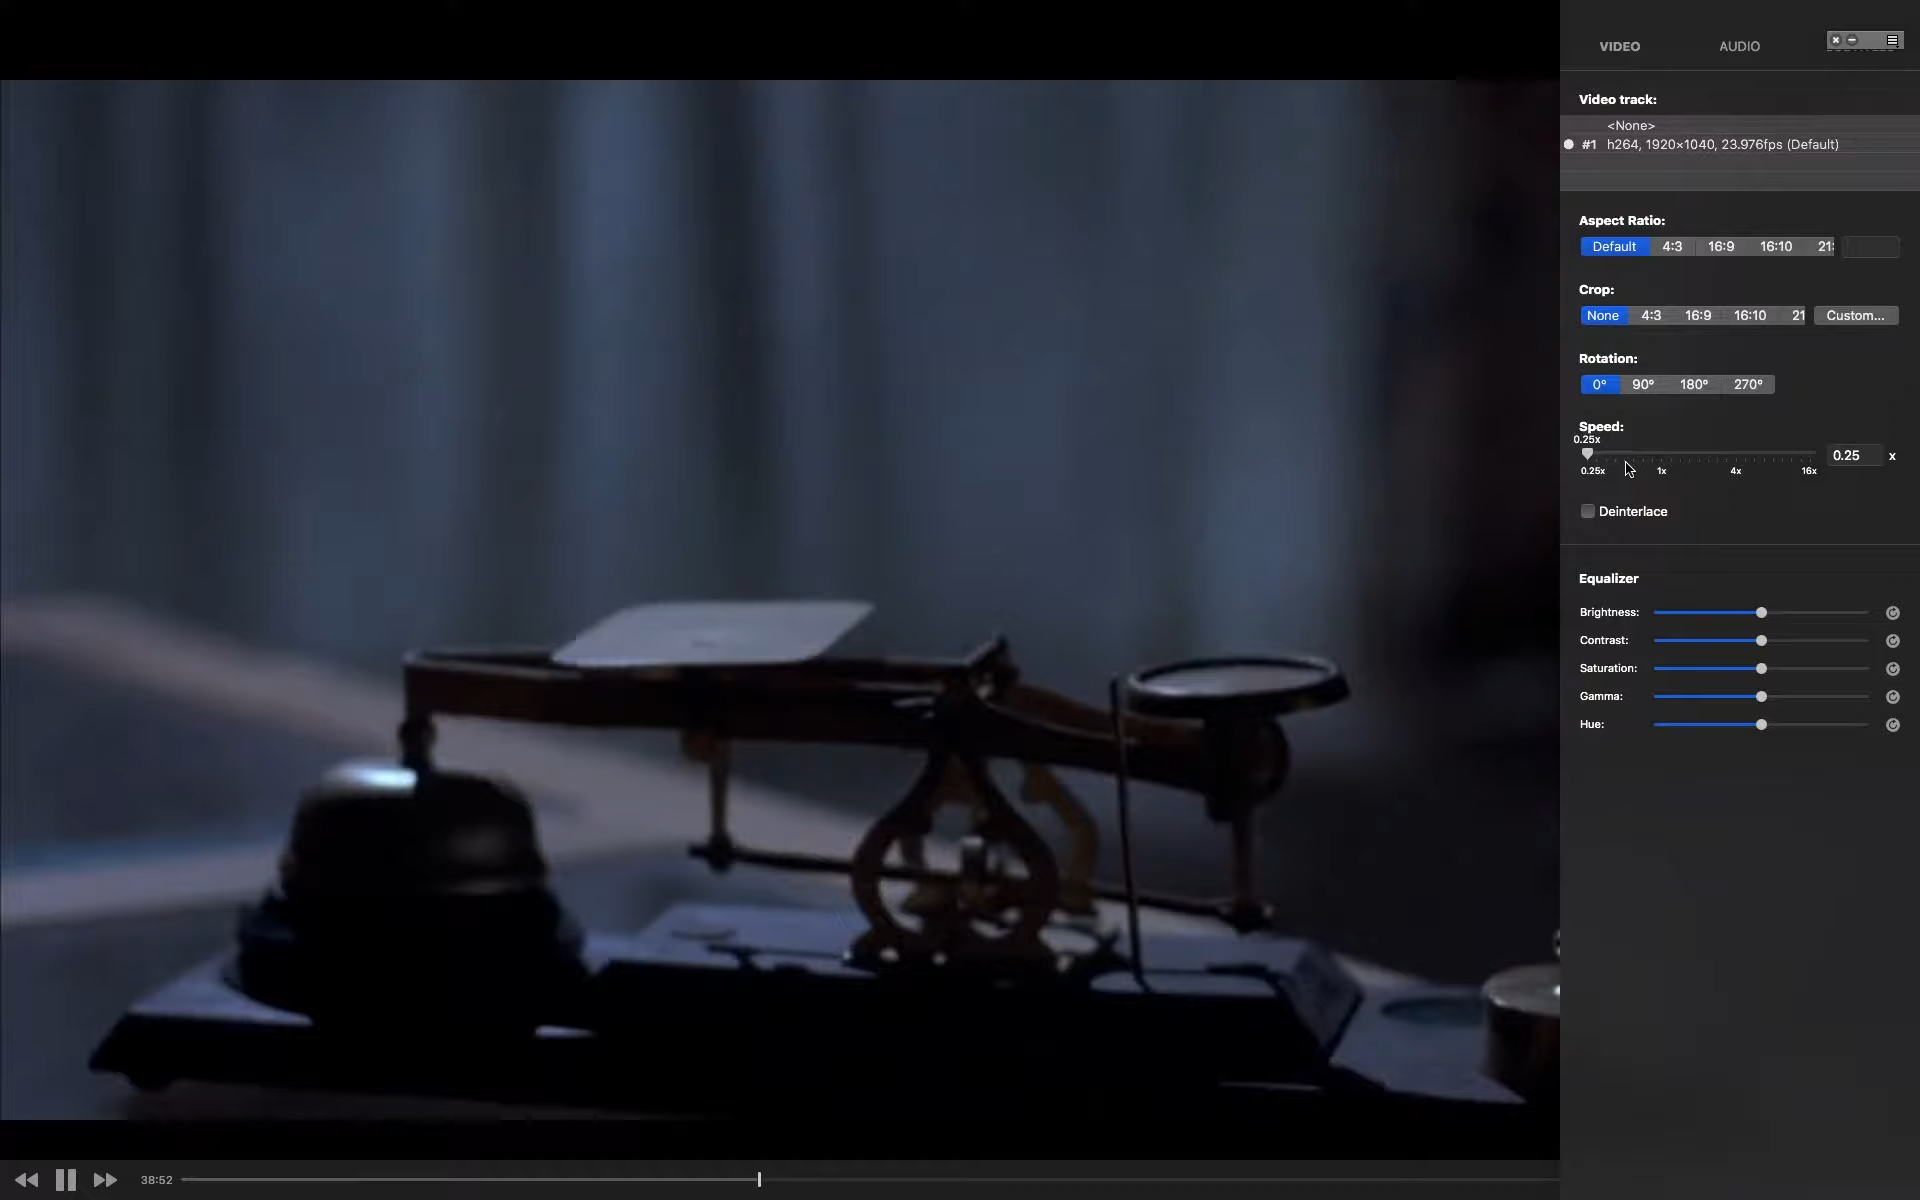 VIDEO AUDIO
Video track:
<None>
#1 h264, 1920×1040, 23.976fps (Default)
Aspect Ratio:
Default 4:3 16:9 16:10 21:
Crop:
None 4:3 16:9 16:10 21 Custom...
Rotation:
0° 90° 180° 270°
Speed:
0.25x
0.25 x
0.25x 1x 4x 16x
Deinterlace
Equalizer
Brightness:
Contrast:
Saturation:
Gamma:
Hue:
38:52